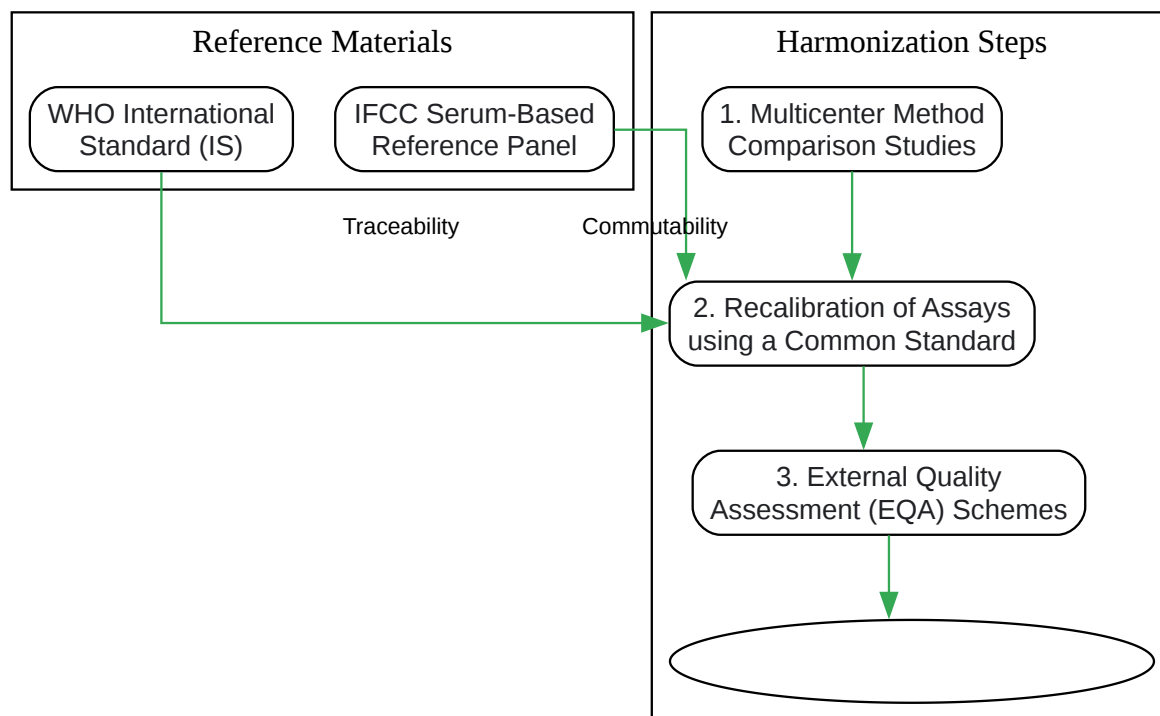 Reference Materials
WHO International
Standard (IS)
IFCC Serum-Based
Reference Panel
Traceability
Commutability
Harmonization Steps
1. Multicenter Method
Comparison Studies
2. Recalibration of Assays
using a Common Standard
3. External Quality
Assessment (EQA) Schemes